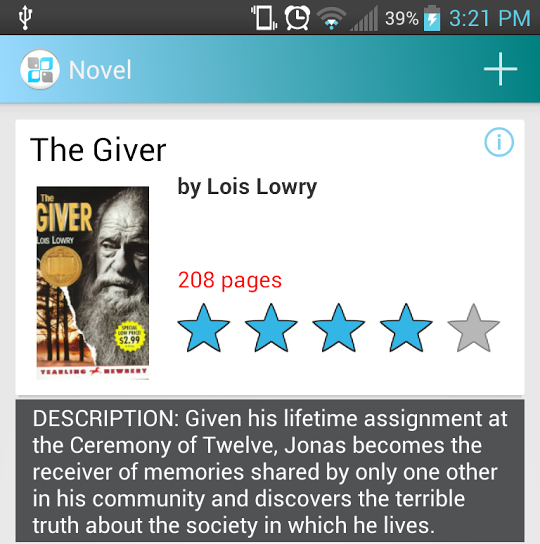 39% 3:21 PM
Novel
The Giver
i
by Lois Lowry
The
GIVER
LOIS LOWRY
208 pages
SPECIAL
LOW PRICE!
$2.99
YEARLING NEWBERY
DESCRIPTION: Given his lifetime assignment at
the Ceremony of Twelve, Jonas becomes the
receiver of memories shared by only one other
in his community and discovers the terrible
truth about the society in which he lives.